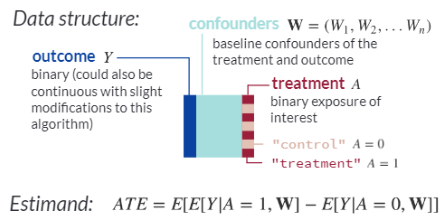 Data structure:
confounders W = (W₁, W₂, . . . Wₙ)
baseline confounders of the
treatment and outcome
outcome Y
binary (could also be
continuous with slight
modifications to this
algorithm)
treatment A
binary exposure of
interest
"control" A = 0
"treatment" A = 1
Estimand: ATE = E[E[Y|A = 1, W] − E[Y|A = 0, W]]